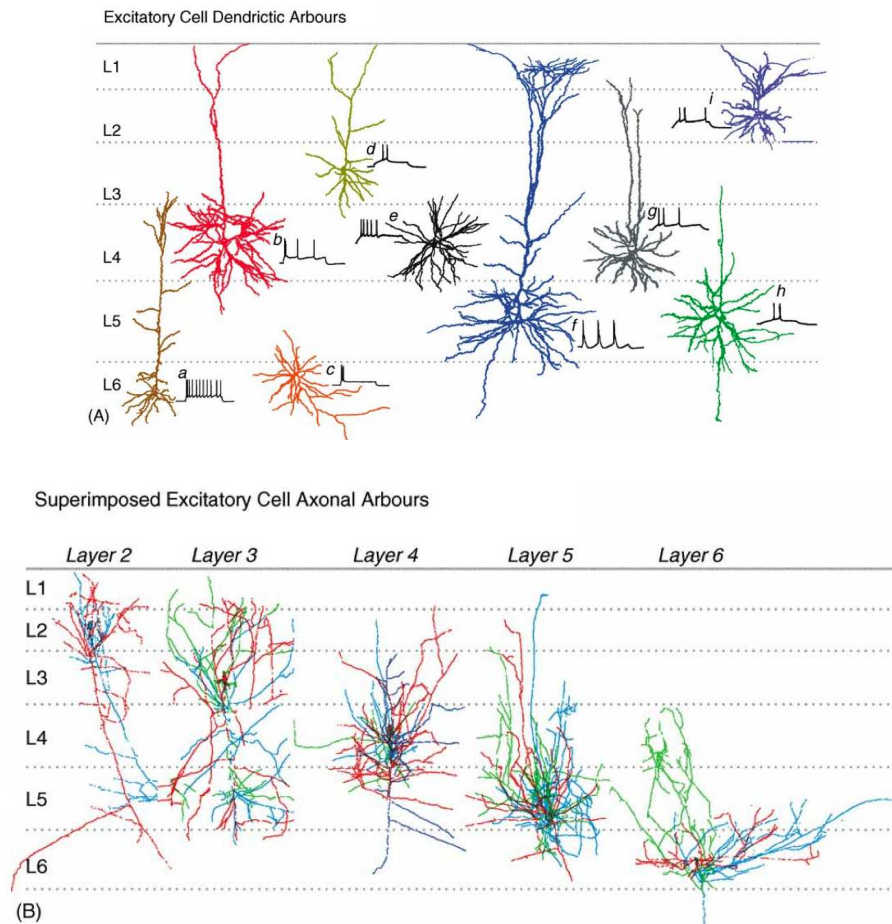 Excitatory Cell Dendrictic Arbours
L1
L2
L3
L4
L5
L6
a
b
c
d
e
f
g
h
i
(A)
Superimposed Excitatory Cell Axonal Arbours
Layer 2 Layer 3 Layer 4 Layer 5 Layer 6
L1
L2
L3
L4
L5
L6
(B)